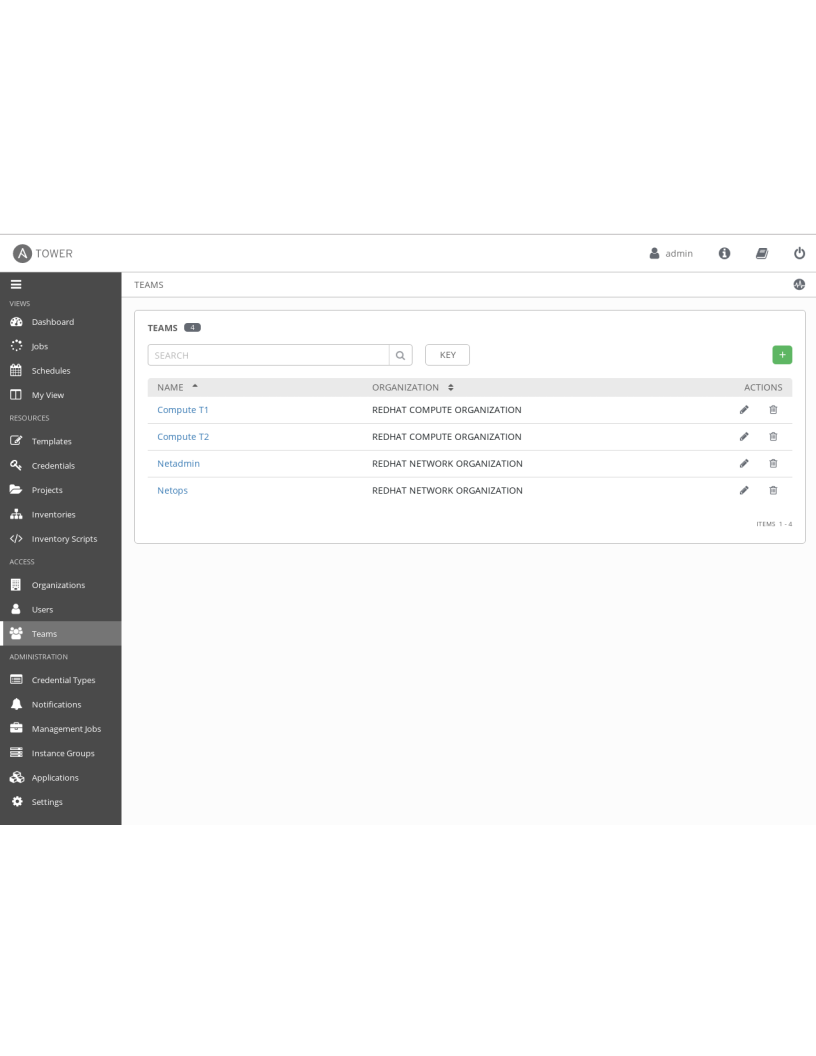 TOWER
admin
VIEWS
Dashboard
Jobs
Schedules
My View
RESOURCES
Templates
Credentials
Projects
Inventories
Inventory Scripts
ACCESS
Organizations
Users
Teams
ADMINISTRATION
Credential Types
Notifications
Management Jobs
Instance Groups
Applications
Settings
TEAMS
TEAMS 4
SEARCH
KEY
+
NAME ORGANIZATION ACTIONS
Compute T1 REDHAT COMPUTE ORGANIZATION
Compute T2 REDHAT COMPUTE ORGANIZATION
Netadmin REDHAT NETWORK ORGANIZATION
Netops REDHAT NETWORK ORGANIZATION
ITEMS 1 - 4